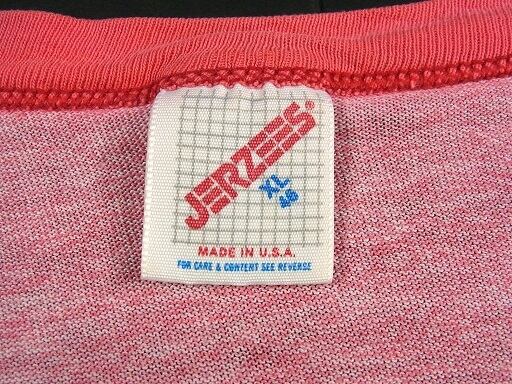 JERZEES®
XL
46
MADE IN U.S.A.
FOR CARE & CONTENT SEE REVERSE